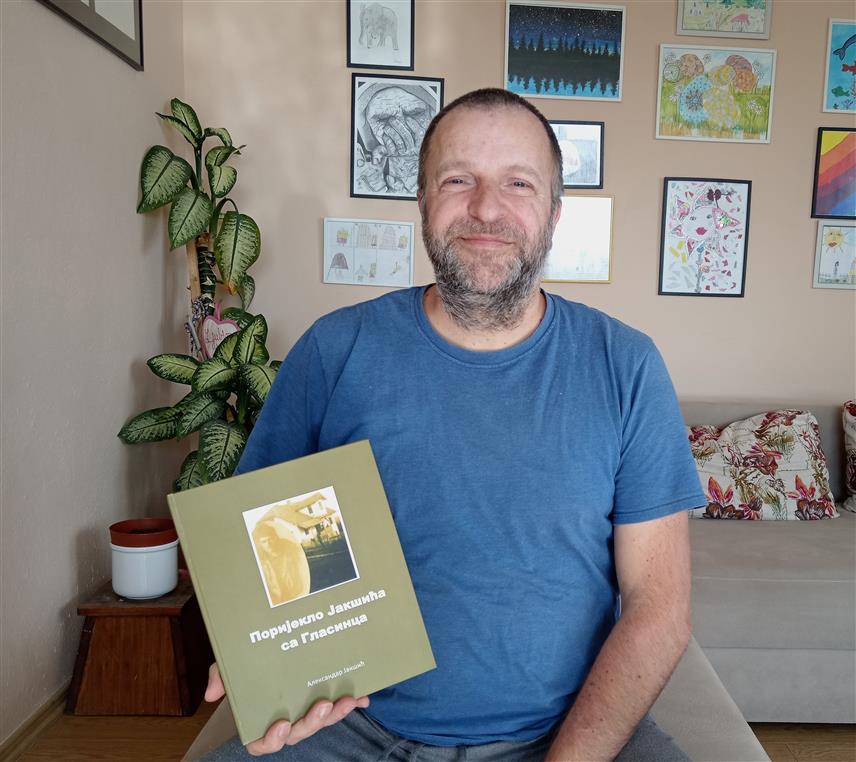 Поријекло Јакшића
са Гласинца
Александар Јакшић